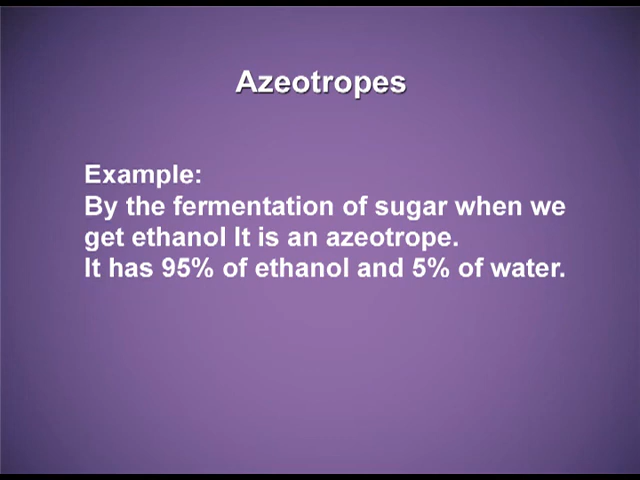 Azeotropes
Example:
By the fermentation of sugar when we
get ethanol It is an azeotrope.
It has 95% of ethanol and 5% of water.